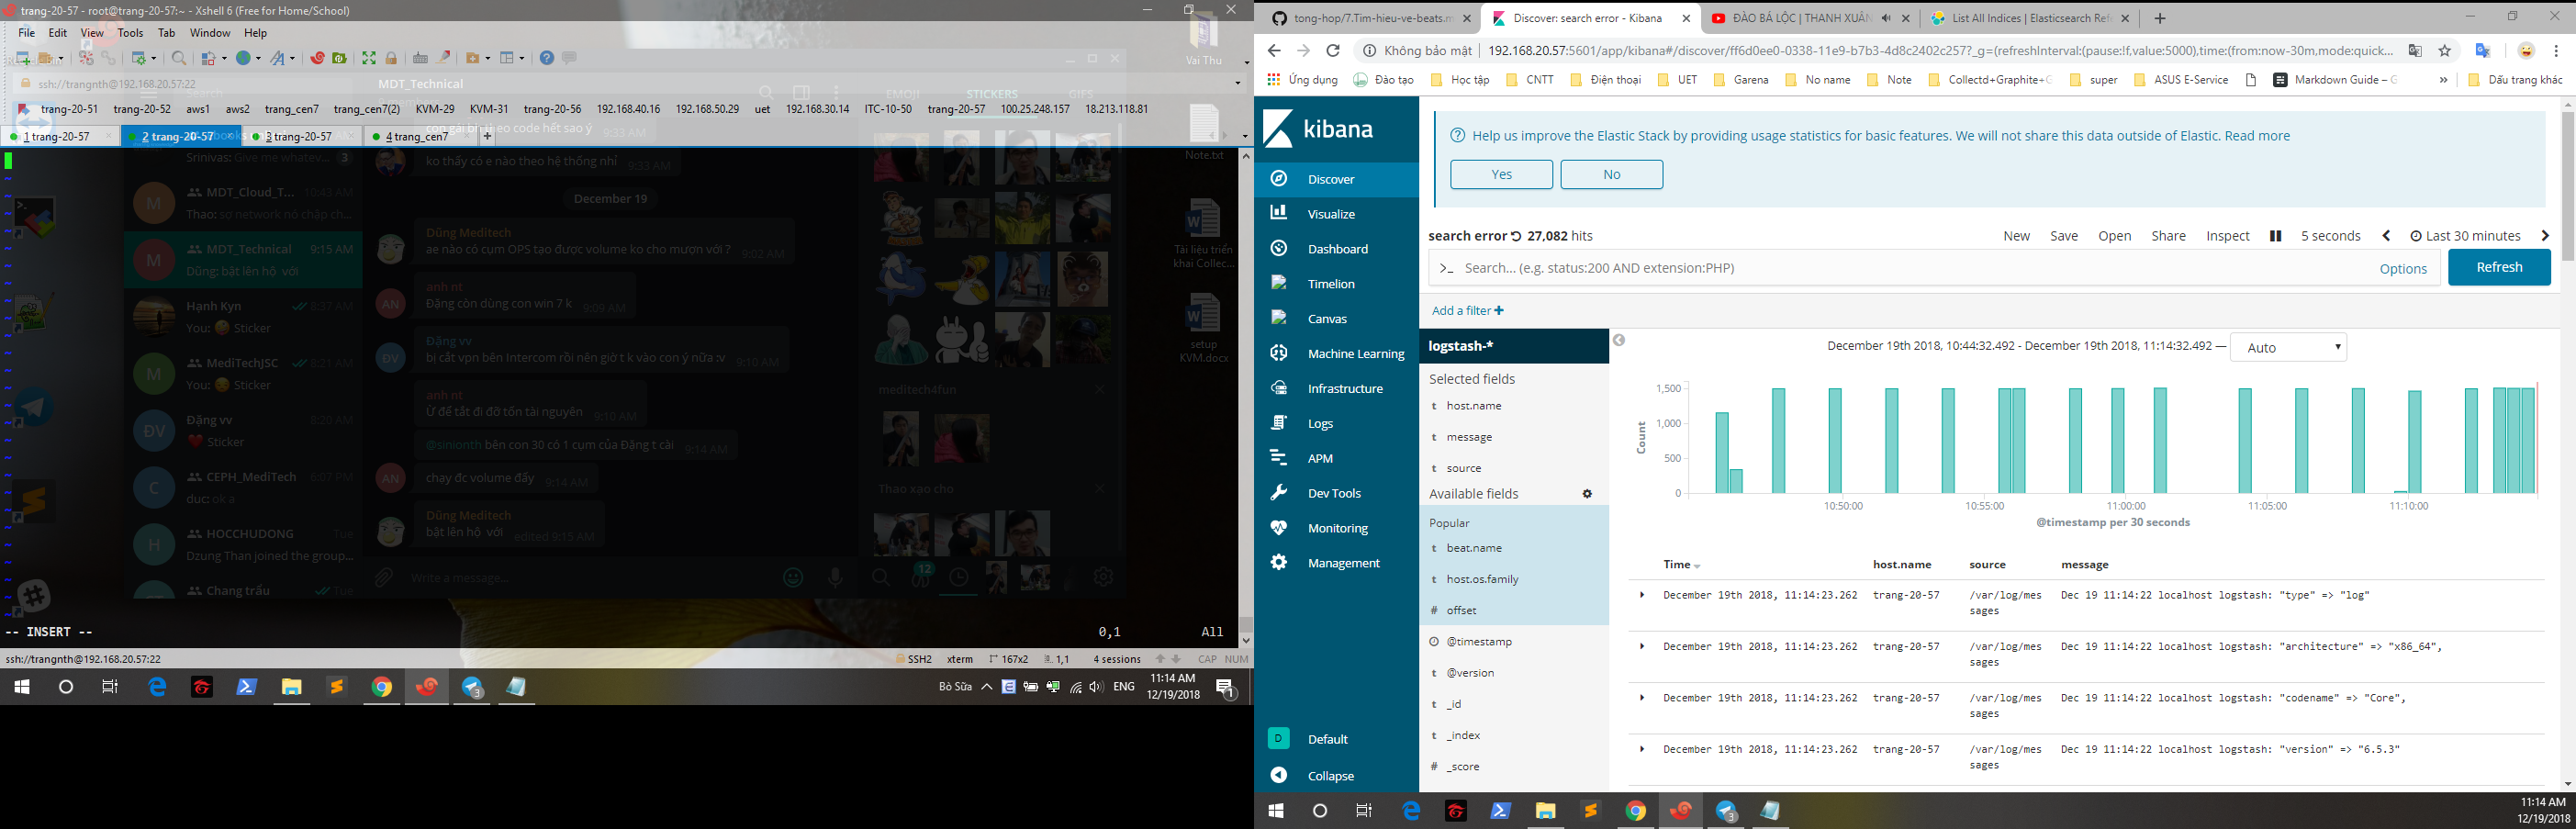 trang-20-57 - root@trang-20-57:~ - Xshell 6 (Free for Home/School)
File Edit View Tools Tab Window Help
Vai Thu
ssh://trangnth@192.168.20.57:22
MDT_Technical
trang-20-51 trang-20-52 aws1 aws2 trang_cen7 trang_cen7(2) KVM-29 KVM-31 trang-20-56 192.168.40.16 192.168.50.29 uet 192.168.30.14 ITC-10-50 trang-20-57 100.25.248.157 18.213.118.81
EMOJI STICKERS GIFS
1 trang-20-57 2 trang-20-57 3 trang-20-57 4 trang_cen7
con gái bh theo code hết sao ý 9:33 AM
Note.txt
Srinivas: Give me whatev... 3
ko thấy có e nào theo hệ thống nhỉ 9:33 AM
MDT_Cloud_T... 10:43 AM
Thao: sợ network nó chập ch...
December 19
MDT_Technical 9:15 AM
Dũng: bật lên hộ với
Dũng Meditech
ae nào có cụm OPS tạo được volume ko cho mượn với ? 9:02 AM
Tài liệu triển khai Collec...
Hạnh Kyn 8:37 AM
You: Sticker
anh nt
Đặng còn dùng con win 7 k 9:09 AM
MediTechJSC 8:21 AM
You: Sticker
Đặng vv
bị cắt vpn bên Intercom rồi nên giờ t k vào con ý nữa :v 9:10 AM
setup KVM.docx
Đặng vv 8:20 AM
Sticker
anh nt
Ừ để tắt đi đỡ tốn tài nguyên 9:10 AM
meditech4fun
CEPH_MediTech 6:07 PM
duc: ok a
@sinionth bên con 30 có 1 cụm của Đặng t cài 9:14 AM
chạy đc volume đấy 9:14 AM
Thao xạo cho
HOCCHUDONG Tue
Dzung Than joined the group...
Dũng Meditech
bật lên hộ với edited 9:15 AM
Chang trấu Tue
Write a message...
12
-- INSERT -- 0,1 All
ssh://trangnth@192.168.20.57:22 SSH2 xterm 167x2 1,1 4 sessions CAP NUM
Bò Sữa ENG 11:14 AM
12/19/2018
tong-hop/7.Tim-hieu-ve-beats.m Discover: search error - Kibana ĐÀO BÁ LỘC | THANH XUÂN List All Indices | Elasticsearch Refe
Không bảo mật 192.168.20.57:5601/app/kibana#/discover/ff6d0ee0-0338-11e9-b7b3-4d8c2402c257?_g=(refreshInterval:(pause:!f,value:5000),time:(from:now-30m,mode:quick...
Ứng dụng Đào tạo Học tập CNTT Điện thoại UET Garena No name Note Collectd+Graphite+G super ASUS E-Service Markdown Guide – G » Dấu trang khác
kibana
Discover
Visualize
Dashboard
Timelion
Canvas
Machine Learning
Infrastructure
Logs
APM
Dev Tools
Monitoring
Management
D Default
Collapse
Help us improve the Elastic Stack by providing usage statistics for basic features. We will not share this data outside of Elastic. Read more
Yes No
search error 27,082 hits
New Save Open Share Inspect 5 seconds Last 30 minutes
>_ Search... (e.g. status:200 AND extension:PHP) Options Refresh
Add a filter +
logstash-*
Selected fields
t host.name
t message
t source
Available fields
Popular
t beat.name
t host.os.family
# offset
@timestamp
t @version
t _id
t _index
# _score
December 19th 2018, 10:44:32.492 - December 19th 2018, 11:14:32.492 — Auto
1,500
1,000
500
0
Count
10:50:00 10:55:00 11:00:00 11:05:00 11:10:00
@timestamp per 30 seconds
Time host.name source message
December 19th 2018, 11:14:23.262 trang-20-57 /var/log/messages Dec 19 11:14:22 localhost logstash: "type" => "log"
December 19th 2018, 11:14:23.262 trang-20-57 /var/log/messages Dec 19 11:14:22 localhost logstash: "architecture" => "x86_64",
December 19th 2018, 11:14:23.262 trang-20-57 /var/log/messages Dec 19 11:14:22 localhost logstash: "codename" => "Core",
December 19th 2018, 11:14:23.262 trang-20-57 /var/log/messages Dec 19 11:14:22 localhost logstash: "version" => "6.5.3"
11:14 AM
12/19/2018